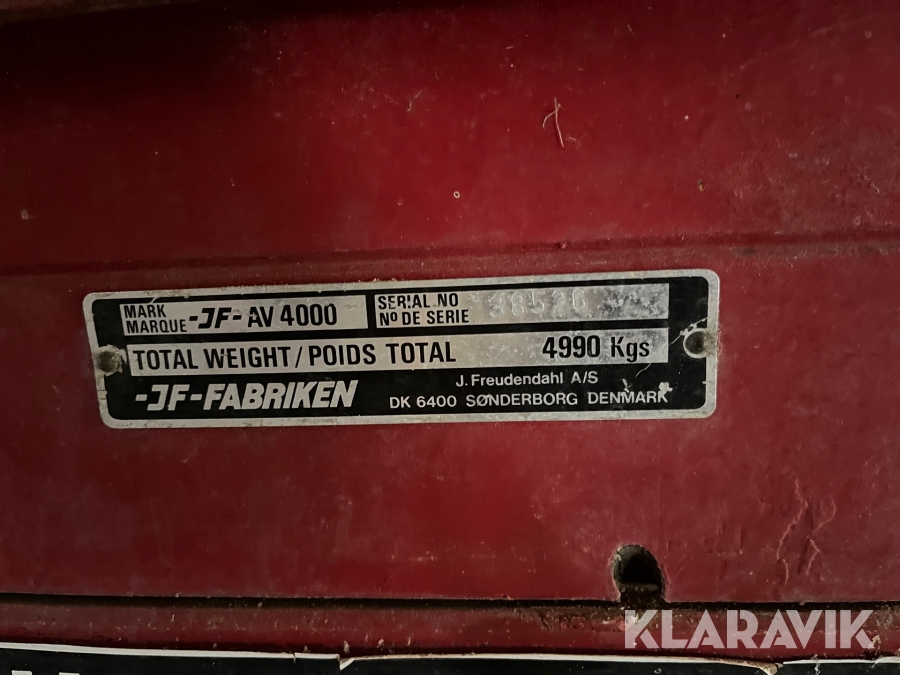 MARK
MARQUE -JF- AV 4000
SERIAL NO
Nº DE SERIE
TOTAL WEIGHT/POIDS TOTAL 4990 Kgs
-JF-FABRIKEN
J. Freudendahl A/S
DK 6400 SØNDERBORG DENMARK
KLARAVIK